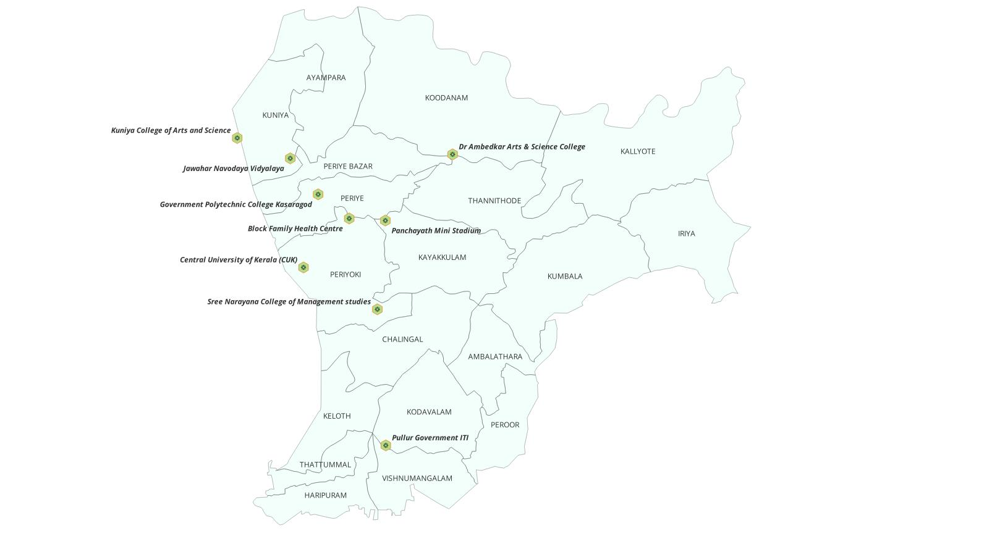 AYAMPARA
KOODANAM
KUNIYA
Kuniya College of Arts and Science
Dr Ambedkar Arts & Science College
KALLYOTE
Jawahar Navodaya Vidyalaya
PERIYE BAZAR
PERIYE
THANNITHODE
Government Polytechnic College Kasaragod
Block Family Health Centre
Panchayath Mini Stadium
IRIYA
KAYAKKULAM
Central University of Kerala (CUK)
PERIYOKI
KUMBALA
Sree Narayana College of Management studies
CHALINGAL
AMBALATHARA
KODAVALAM
KELOTH
PEROOR
Pullur Government ITI
THATTUMMAL
VISHNUMANGALAM
HARIPURAM